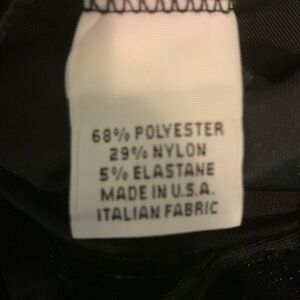 68% POLYESTER
29% NYLON
5% ELASTANE
MADE IN U.S.A.
ITALIAN FABRIC